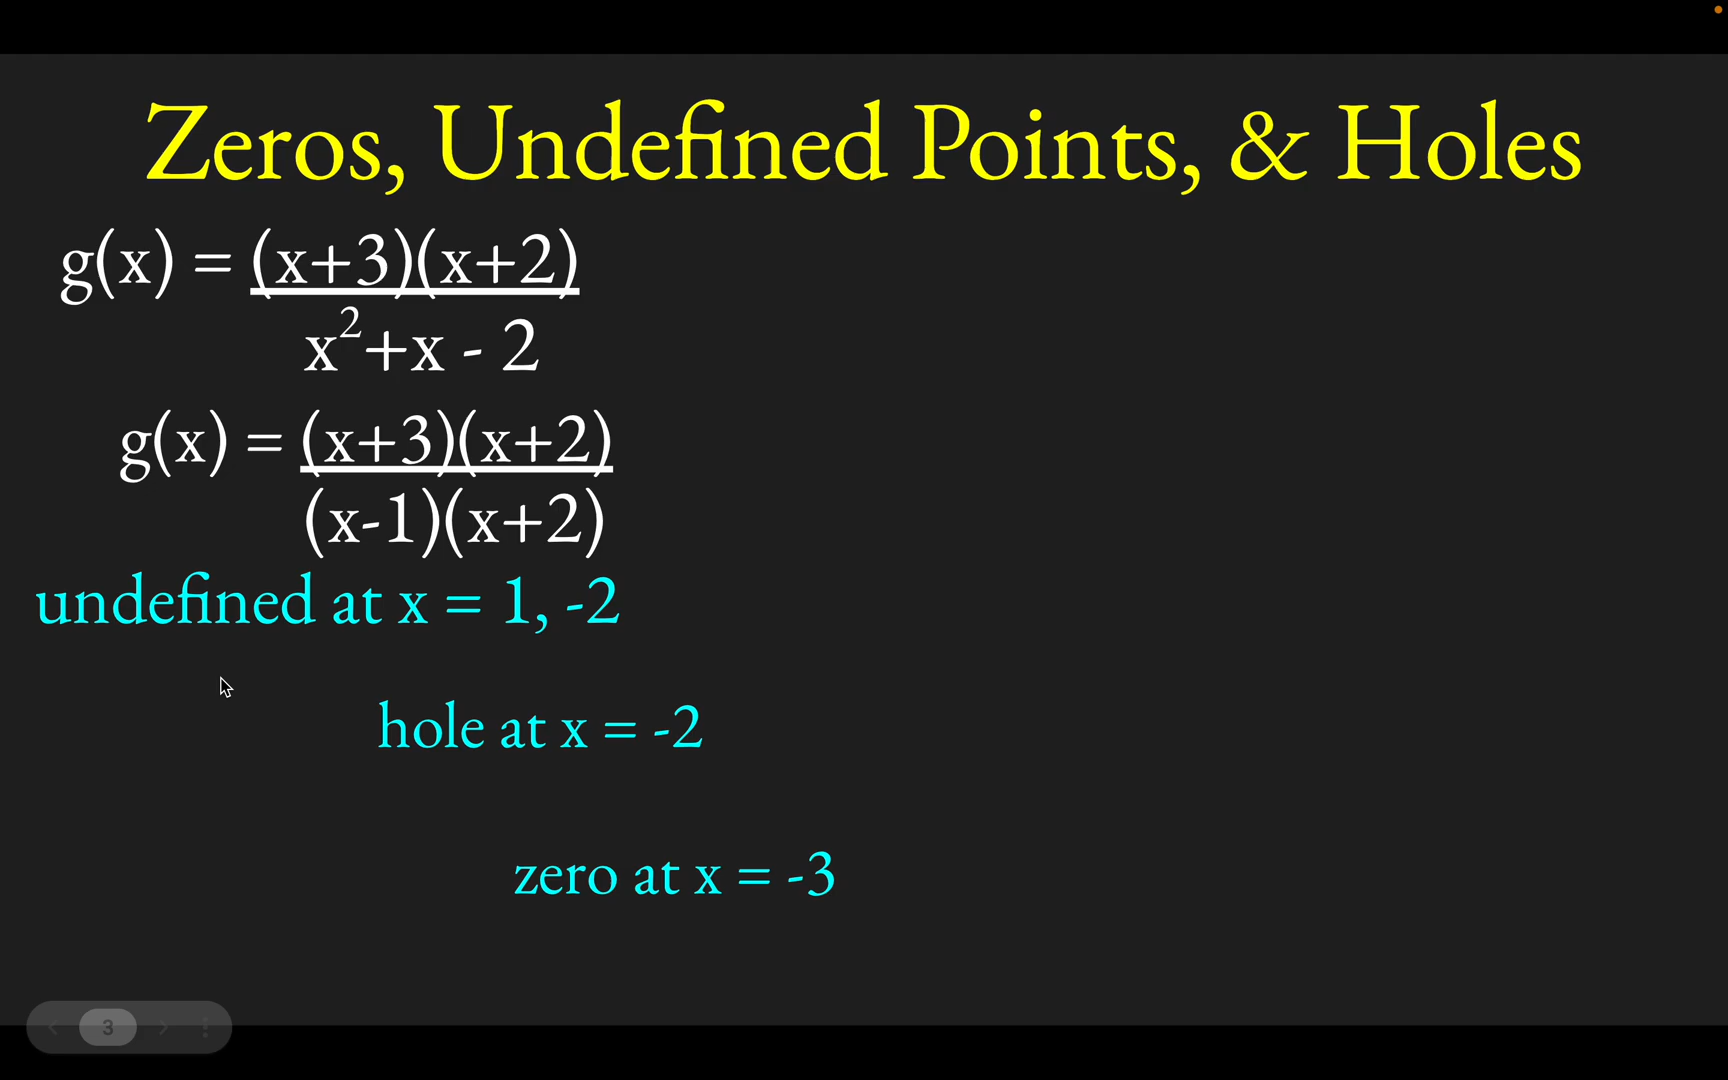 Zeros, Undefined Points, & Holes
g(x) = (x+3)(x+2)
x²+x - 2
g(x) = (x+3)(x+2)
(x-1)(x+2)
undefined at x = 1, -2
hole at x = -2
zero at x = -3
3